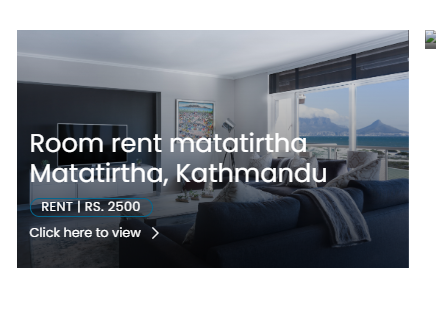 Room rent matatirtha
Matatirtha, Kathmandu
RENT | RS. 2500
Click here to view